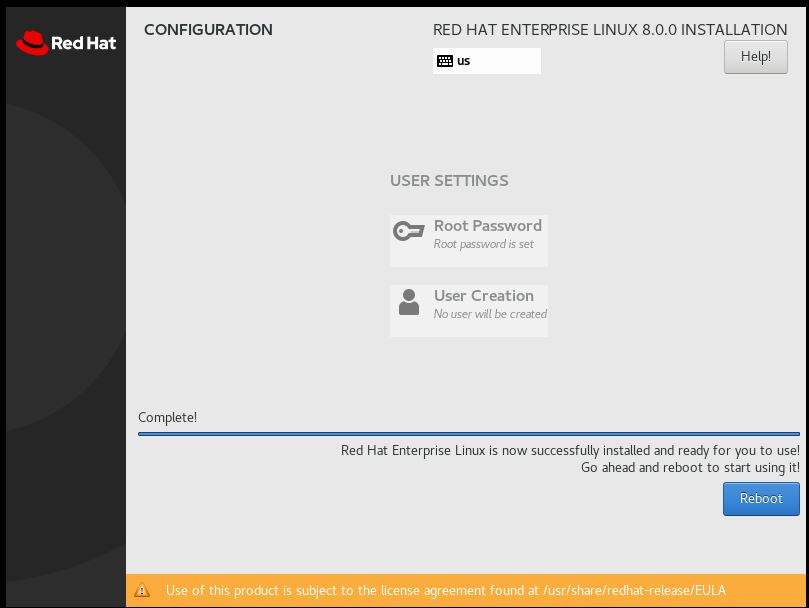 Red Hat
CONFIGURATION
RED HAT ENTERPRISE LINUX 8.0.0 INSTALLATION
us
Help!
USER SETTINGS
Root Password
Root password is set
User Creation
No user will be created
Complete!
Red Hat Enterprise Linux is now successfully installed and ready for you to use!
Go ahead and reboot to start using it!
Reboot
Use of this product is subject to the license agreement found at /usr/share/redhat-release/EULA